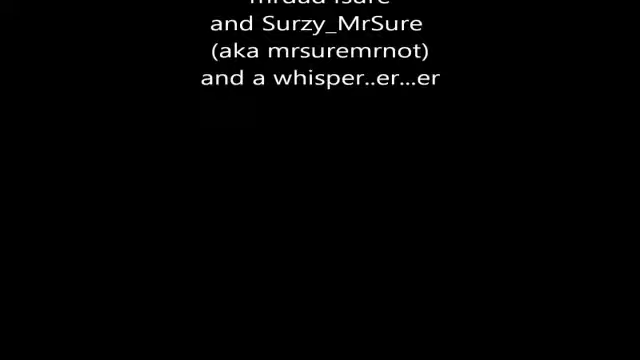 and Surzy_MrSure
(aka mrsuremrnot)
and a whisper..er...er